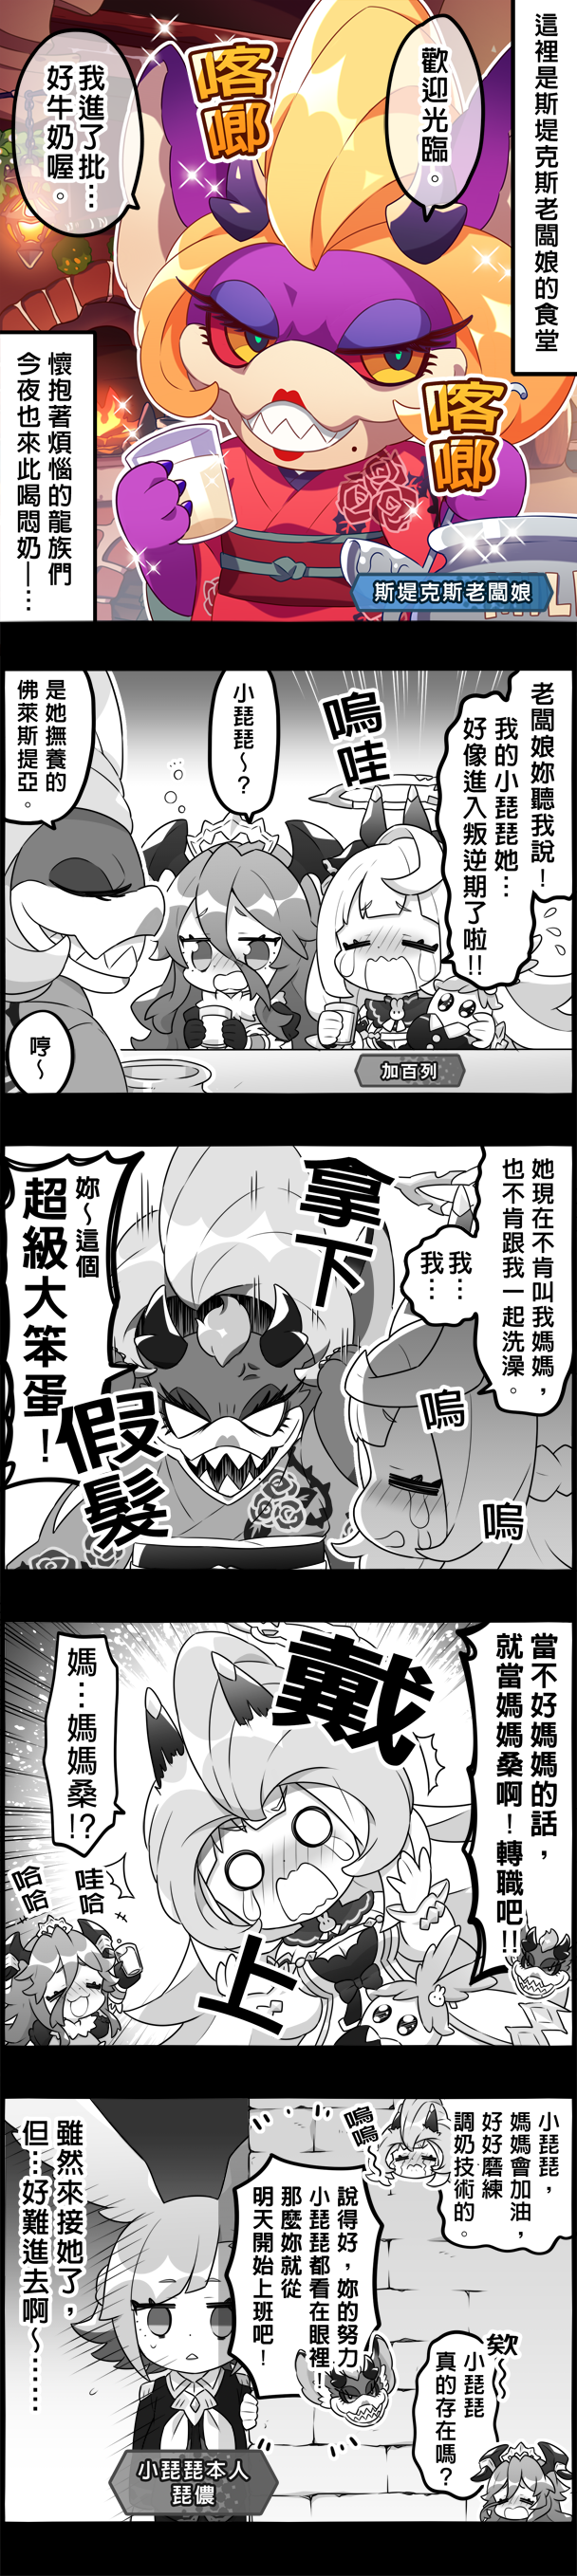 這裡是斯堤克斯老闆娘的食堂
歡迎光臨。
喀啷
我進了批…
好牛奶喔。
喀啷
斯堤克斯老闆娘
懷抱著煩惱的龍族們
今夜也來此喝悶奶——…
老闆娘妳聽我說！
我的小琵琵她…
好像進入叛逆期了啦!!
嗚哇
小琵琵～？
是她撫養的
佛萊斯提亞。
哼～
加百列
她現在不肯叫我媽媽，
也不肯跟我一起洗澡。
我…
我…
嗚
嗚
拿下
假髮
妳～這個
超級大笨蛋！
當不好媽媽的話，
就當媽媽桑啊！轉職吧!!
戴
上
媽…媽媽桑!?
哇哈
哈哈
小琵琵，
媽媽會加油，
好好磨練
調奶技術的。
嗚嗚
說得好，妳的努力
小琵琵都看在眼裡！
那麼妳就從
明天開始上班吧！
欸～
小琵琵
真的存在嗎？
雖然來接她了，
但…好難進去啊～……
小琵琵本人
琵儂